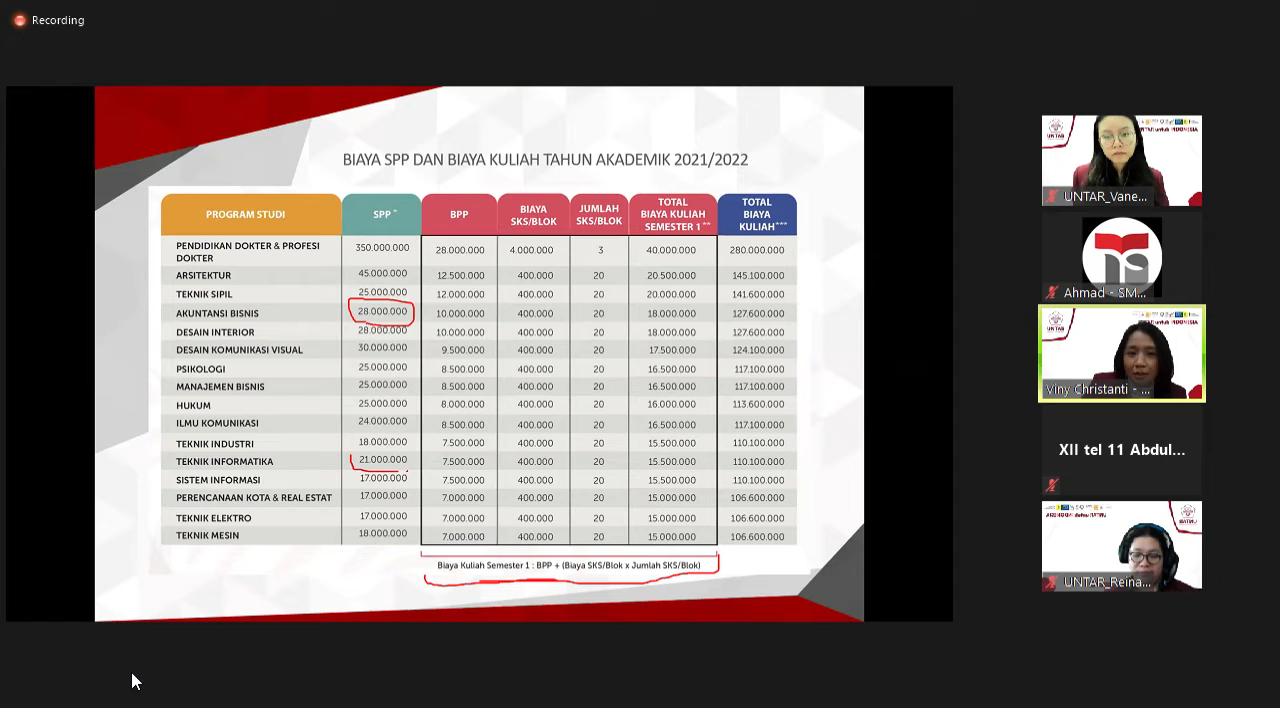 Recording
BIAYA SPP DAN BIAYA KULIAH TAHUN AKADEMIK 2021/2022
PROGRAM STUDI SPP * BPP BIAYA SKS/BLOK JUMLAH SKS/BLOK TOTAL BIAYA KULIAH SEMESTER 1 ** TOTAL BIAYA KULIAH***
PENDIDIKAN DOKTER & PROFESI DOKTER 350.000.000 28.000.000 4.000.000 3 40.000.000 280.000.000
ARSITEKTUR 45.000.000 12.500.000 400.000 20 20.500.000 145.100.000
TEKNIK SIPIL 25.000.000 12.000.000 400.000 20 20.000.000 141.600.000
AKUNTANSI BISNIS 28.000.000 10.000.000 400.000 20 18.000.000 127.600.000
DESAIN INTERIOR 28.000.000 10.000.000 400.000 20 18.000.000 127.600.000
DESAIN KOMUNIKASI VISUAL 30.000.000 9.500.000 400.000 20 17.500.000 124.100.000
PSIKOLOGI 25.000.000 8.500.000 400.000 20 16.500.000 117.100.000
MANAJEMEN BISNIS 25.000.000 8.500.000 400.000 20 16.500.000 117.100.000
HUKUM 25.000.000 8.000.000 400.000 20 16.000.000 113.600.000
ILMU KOMUNIKASI 24.000.000 8.500.000 400.000 20 16.500.000 117.100.000
TEKNIK INDUSTRI 18.000.000 7.500.000 400.000 20 15.500.000 110.100.000
TEKNIK INFORMATIKA 21.000.000 7.500.000 400.000 20 15.500.000 110.100.000
SISTEM INFORMASI 17.000.000 7.500.000 400.000 20 15.500.000 110.100.000
PERENCANAAN KOTA & REAL ESTAT 17.000.000 7.000.000 400.000 20 15.000.000 106.600.000
TEKNIK ELEKTRO 17.000.000 7.000.000 400.000 20 15.000.000 106.600.000
TEKNIK MESIN 18.000.000 7.000.000 400.000 20 15.000.000 106.600.000
Biaya Kuliah Semester 1 : BPP + (Biaya SKS/Blok x Jumlah SKS/Blok)
UNTAR
UNTAR_Vane...
Ahmad - SM...
UNTAR
Viny Christanti - ...
XII tel 11 Abdul...
UNTAR_Reina...